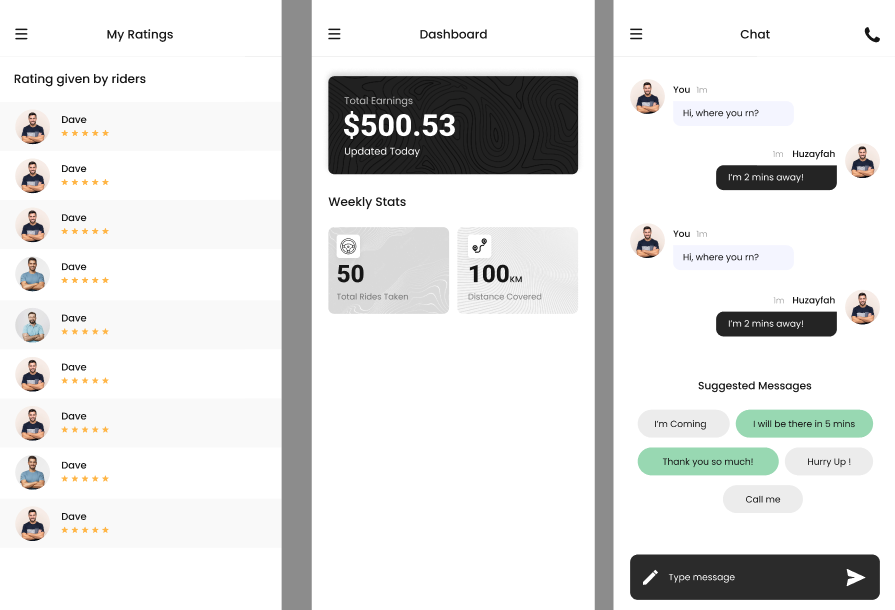 My Ratings
Rating given by riders
Dave
Dave
Dave
Dave
Dave
Dave
Dave
Dave
Dave
Dashboard
Total Earnings
$500.53
Updated Today
Weekly Stats
50
Total Rides Taken
100KM
Distance Covered
Chat
You 1m
Hi, where you rn?
1m Huzayfah
I'm 2 mins away!
You 1m
Hi, where you rn?
1m Huzayfah
I'm 2 mins away!
Suggested Messages
I'm Coming
I will be there in 5 mins
Thank you so much!
Hurry Up !
Call me
Type message